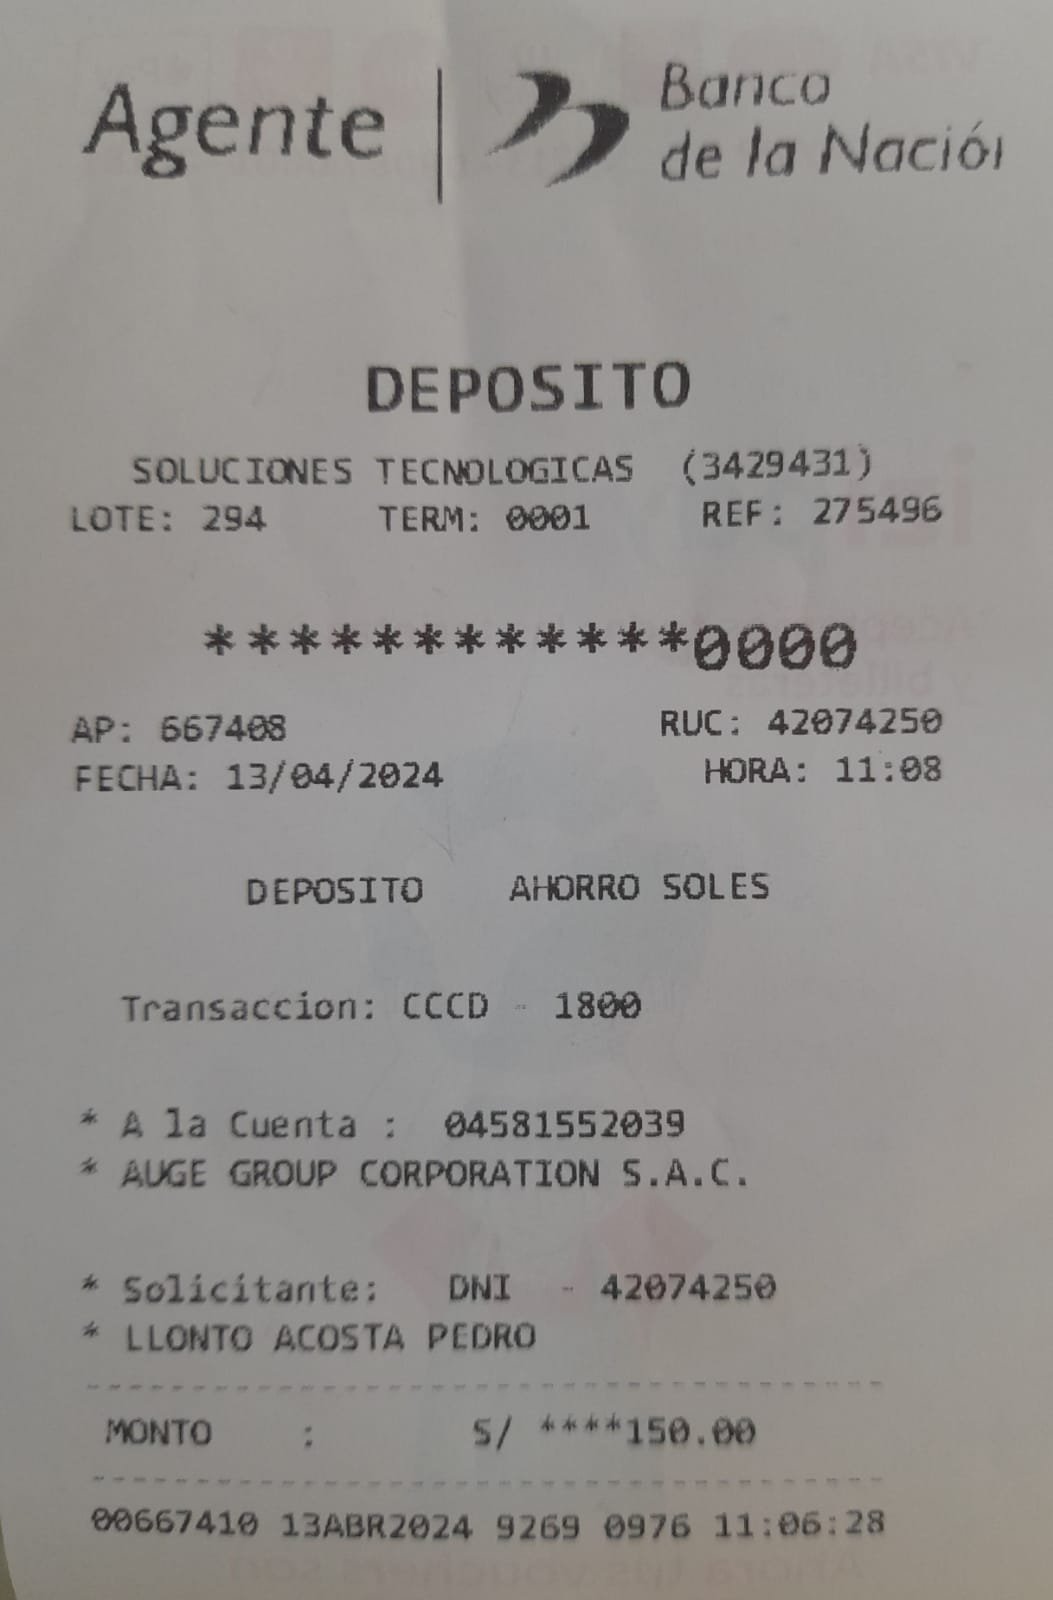 Agente | Banco
de la Nación
DEPOSITO
SOLUCIONES TECNOLOGICAS (3429431)
LOTE: 294 TERM: 0001 REF: 275496
************0000
AP: 667408 RUC: 42074250
FECHA: 13/04/2024 HORA: 11:08
DEPOSITO AHORRO SOLES
Transaccion: CCCD - 1800
* A la Cuenta : 04581552039
* AUGE GROUP CORPORATION S.A.C.
* Solicitante: DNI - 42074250
* LLONTO ACOSTA PEDRO
MONTO : S/ ****150.00
00667410 13ABR2024 9269 0976 11:06:28